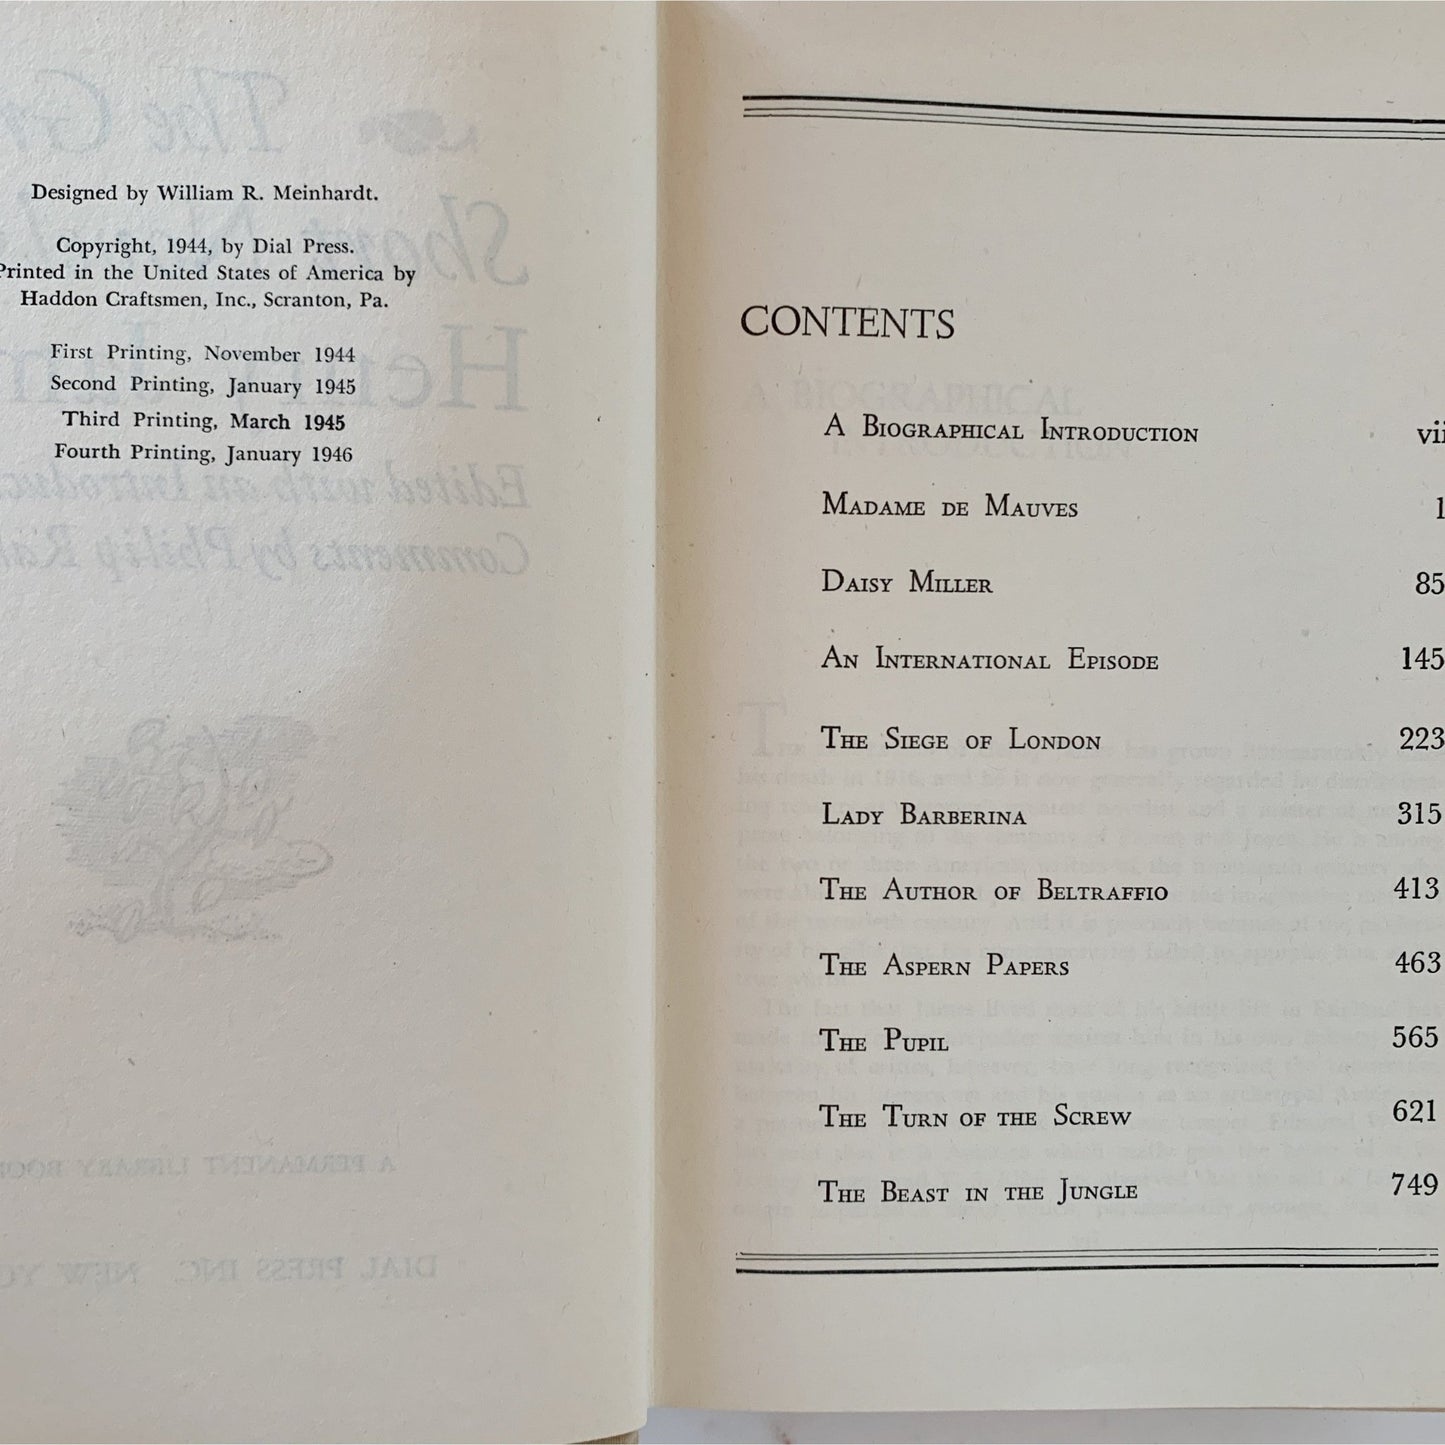 Designed by William R. Meinhardt.
Copyright, 1944, by Dial Press.
Printed in the United States of America by
Haddon Craftsmen, Inc., Scranton, Pa.
First Printing, November 1944
Second Printing, January 1945
Third Printing, March 1945
Fourth Printing, January 1946
CONTENTS
A Biographical Introduction vii
Madame de Mauves 1
Daisy Miller 85
An International Episode 145
The Siege of London 223
Lady Barberina 315
The Author of Beltraffio 413
The Aspern Papers 463
The Pupil 565
The Turn of the Screw 621
The Beast in the Jungle 749